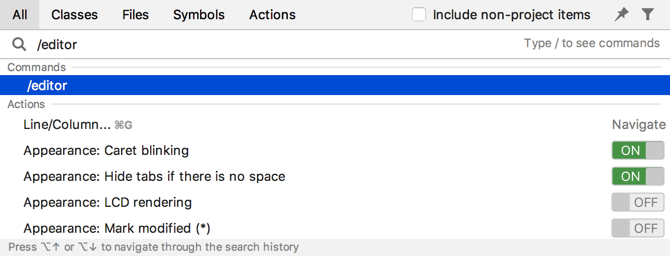 All Classes Files Symbols Actions Include non-project items
/editor Type / to see commands
Commands
/editor
Actions
Line/Column... ⌘G Navigate
Appearance: Caret blinking ON
Appearance: Hide tabs if there is no space ON
Appearance: LCD rendering OFF
Appearance: Mark modified (*) OFF
Press ⌥↑ or ⌥↓ to navigate through the search history